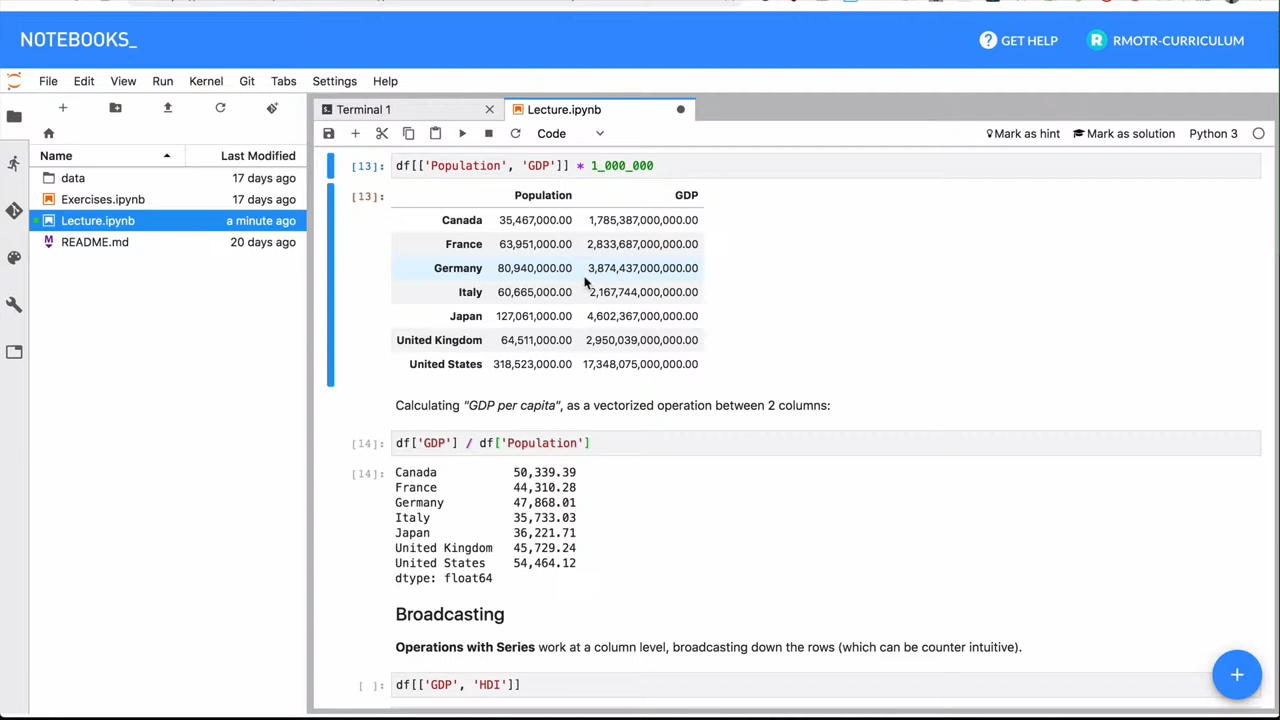 NOTEBOOKS_
? GET HELP
R RMOTR-CURRICULUM
File Edit View Run Kernel Git Tabs Settings Help
Terminal 1
Lecture.ipynb
Code
Mark as hint
Mark as solution
Python 3
Name Last Modified
data 17 days ago
Exercises.ipynb 17 days ago
Lecture.ipynb a minute ago
README.md 20 days ago
[13]: df[['Population', 'GDP']] * 1_000_000
[13]: Population GDP
Canada 35,467,000.00 1,785,387,000,000.00
France 63,951,000.00 2,833,687,000,000.00
Germany 80,940,000.00 3,874,437,000,000.00
Italy 60,665,000.00 2,167,744,000,000.00
Japan 127,061,000.00 4,602,367,000,000.00
United Kingdom 64,511,000.00 2,950,039,000,000.00
United States 318,523,000.00 17,348,075,000,000.00
Calculating "GDP per capita", as a vectorized operation between 2 columns:
[14]: df['GDP'] / df['Population']
[14]: Canada 50,339.39
France 44,310.28
Germany 47,868.01
Italy 35,733.03
Japan 36,221.71
United Kingdom 45,729.24
United States 54,464.12
dtype: float64
Broadcasting
Operations with Series work at a column level, broadcasting down the rows (which can be counter intuitive).
[ ]: df[['GDP', 'HDI']]